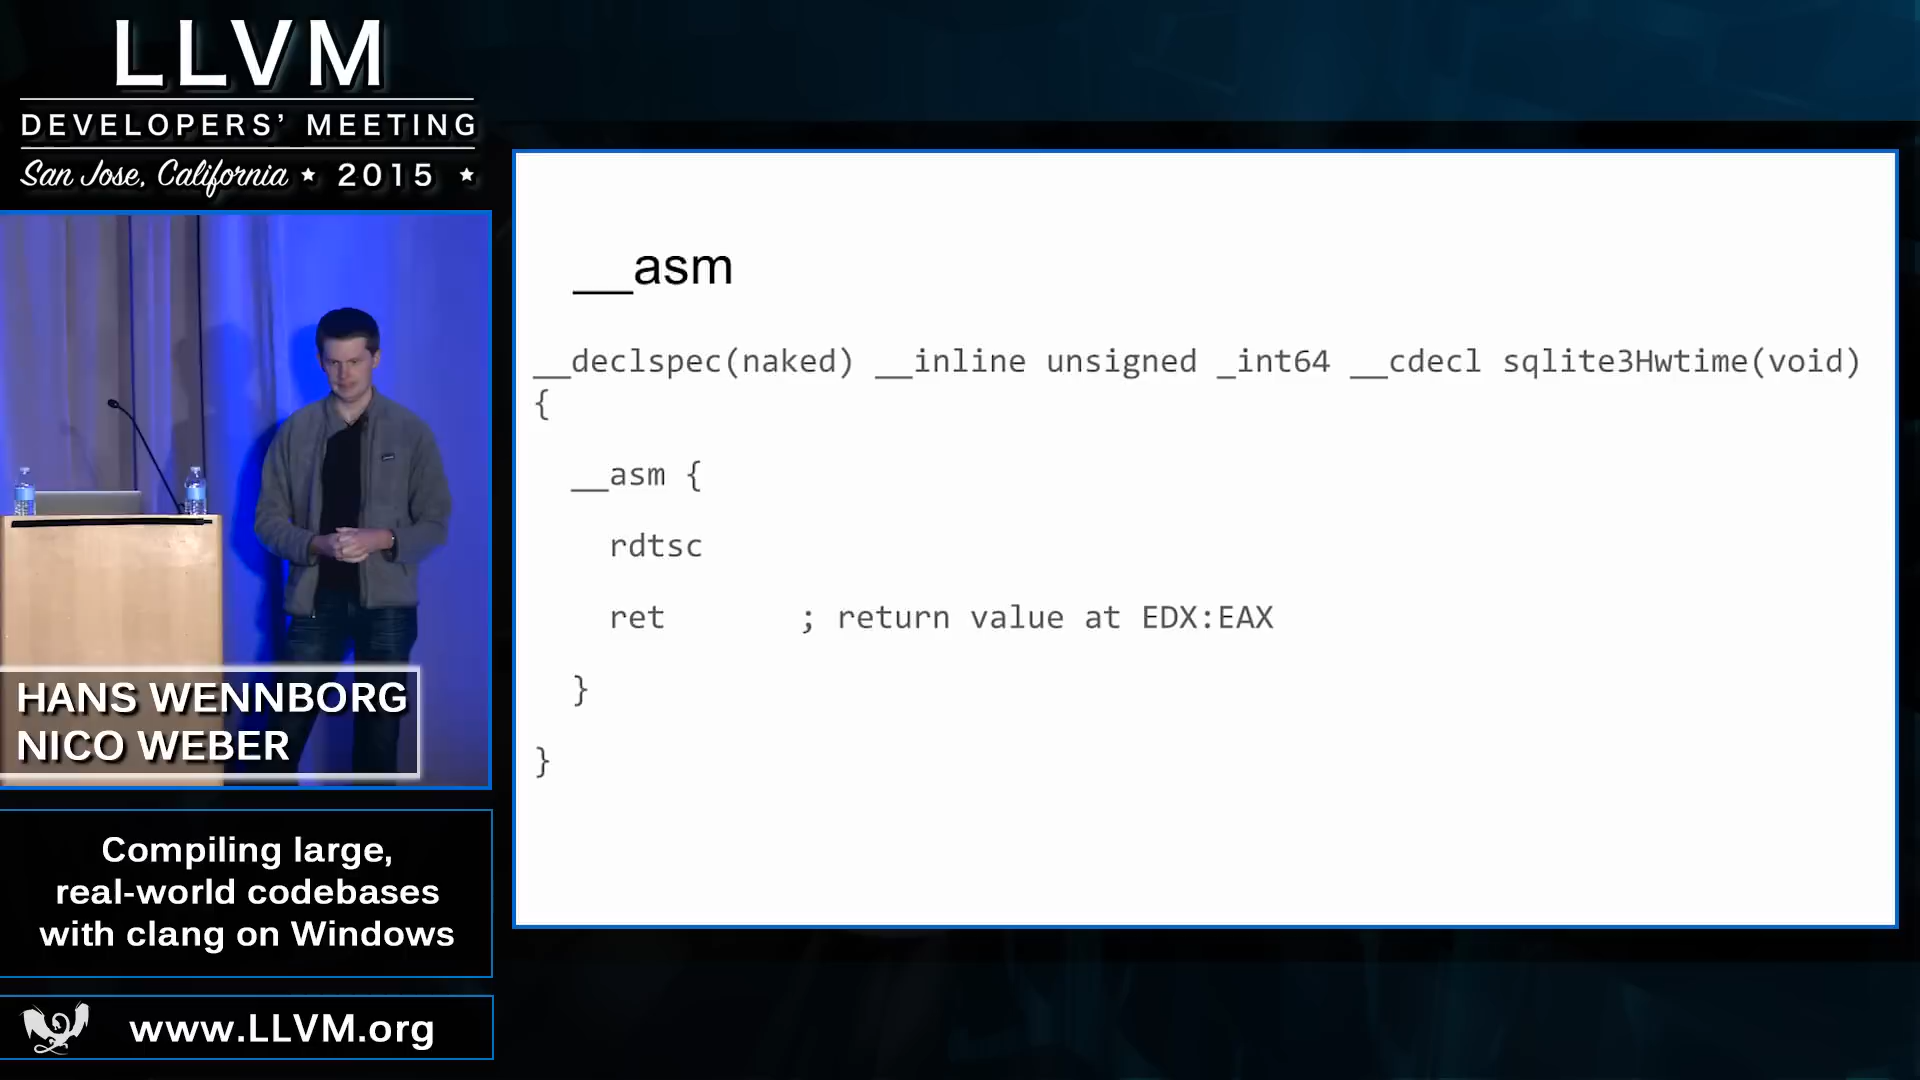 LLVM
DEVELOPERS' MEETING
San Jose, California ★ 2015 ★
HANS WENNBORG
NICO WEBER
Compiling large,
real-world codebases
with clang on Windows
www.LLVM.org
__asm
__declspec(naked) __inline unsigned _int64 __cdecl sqlite3Hwtime(void)
{
__asm {
rdtsc
ret ; return value at EDX:EAX
}
}